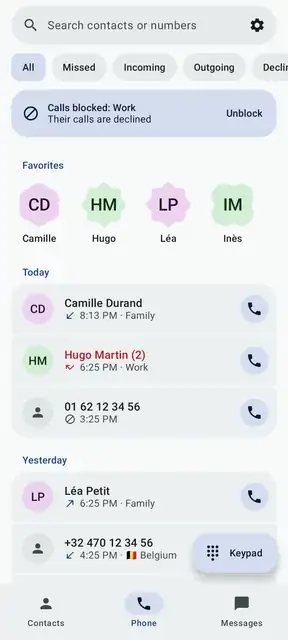 Search contacts or numbers
All
Missed
Incoming
Outgoing
Calls blocked: Work
Their calls are declined
Unblock
Favorites
CD
HM
LP
IM
Camille
Hugo
Léa
Inès
Today
CD
Camille Durand
8:13 PM · Family
HM
Hugo Martin (2)
6:25 PM · Work
01 62 12 34 56
3:25 PM
Yesterday
LP
Léa Petit
6:25 PM · Family
+32 470 12 34 56
4:25 PM · 🇧🇪 Belgium
Keypad
Contacts
Phone
Messages